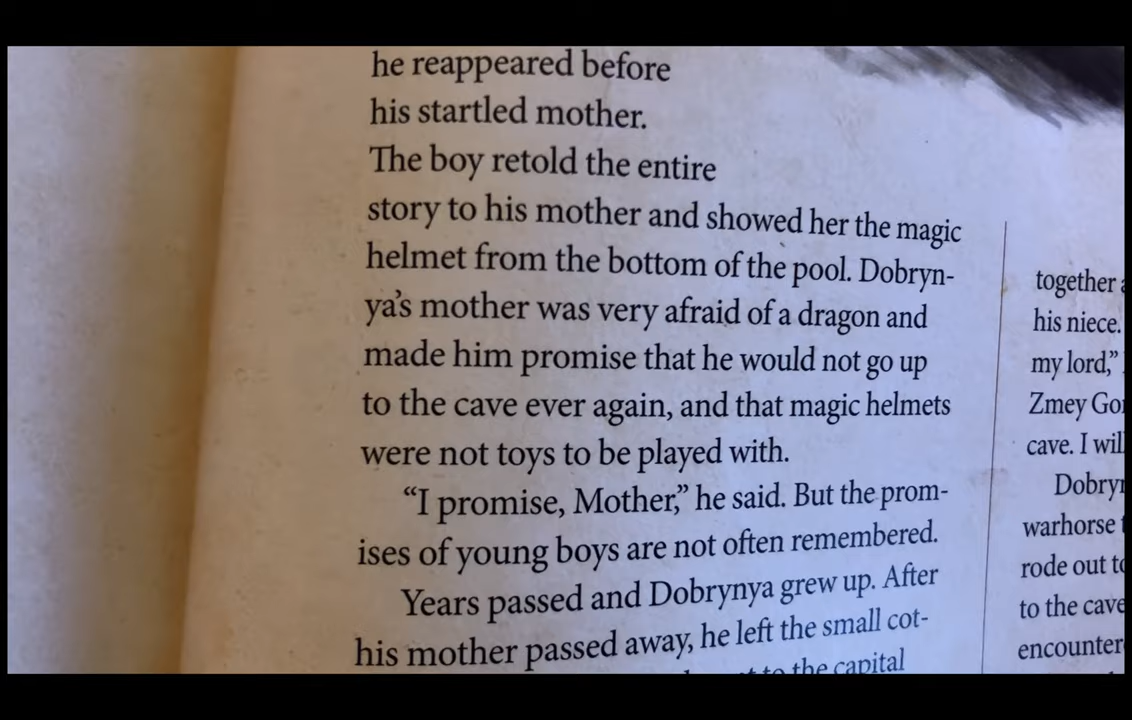 he reappeared before
his startled mother.
The boy retold the entire
story to his mother and showed her the magic
helmet from the bottom of the pool. Dobryn-
ya's mother was very afraid of a dragon and
made him promise that he would not go up
to the cave ever again, and that magic helmets
were not toys to be played with.
“I promise, Mother,” he said. But the prom-
ises of young boys are not often remembered.
Years passed and Dobrynya grew up. After
his mother passed away, he left the small cot-
to the capital
together
his niece.
my lord,”
Zmey
cave. I
warhorse
rode out
to the cave